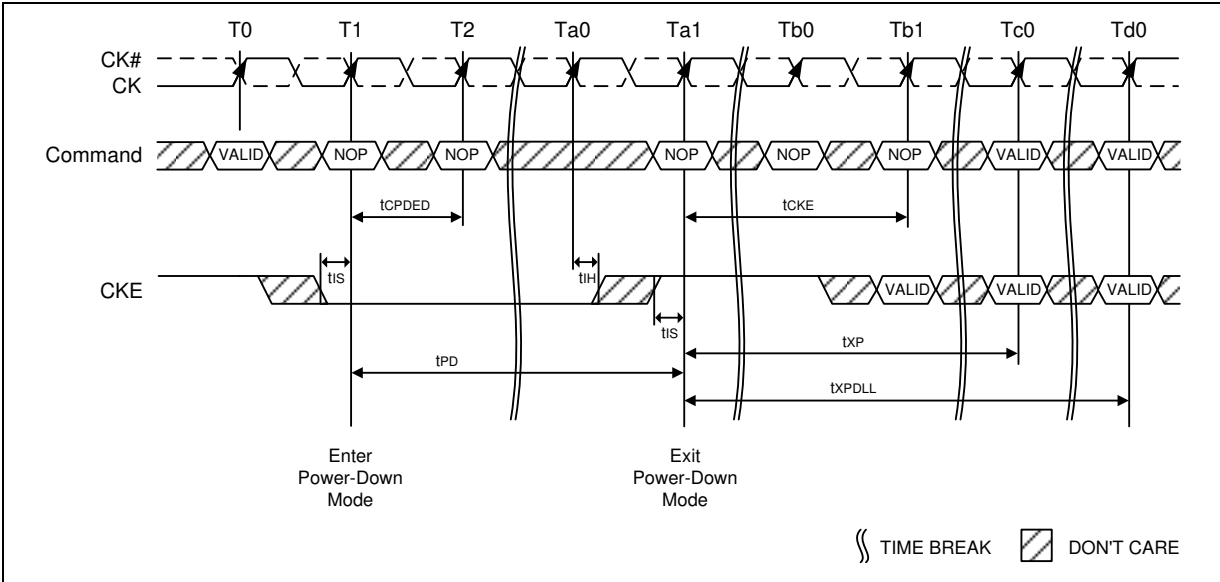 T0 T1 T2 Ta0 Ta1 Tb0 Tb1 Tc0 Td0
CK#
CK
Command VALID NOP NOP NOP NOP NOP VALID VALID
tCPDED tCKE
tIS tIH
CKE VALID VALID VALID
tIS
tXP
tPD
tXPDLL
Enter
Power-Down
Mode
Exit
Power-Down
Mode
TIME BREAK DON'T CARE